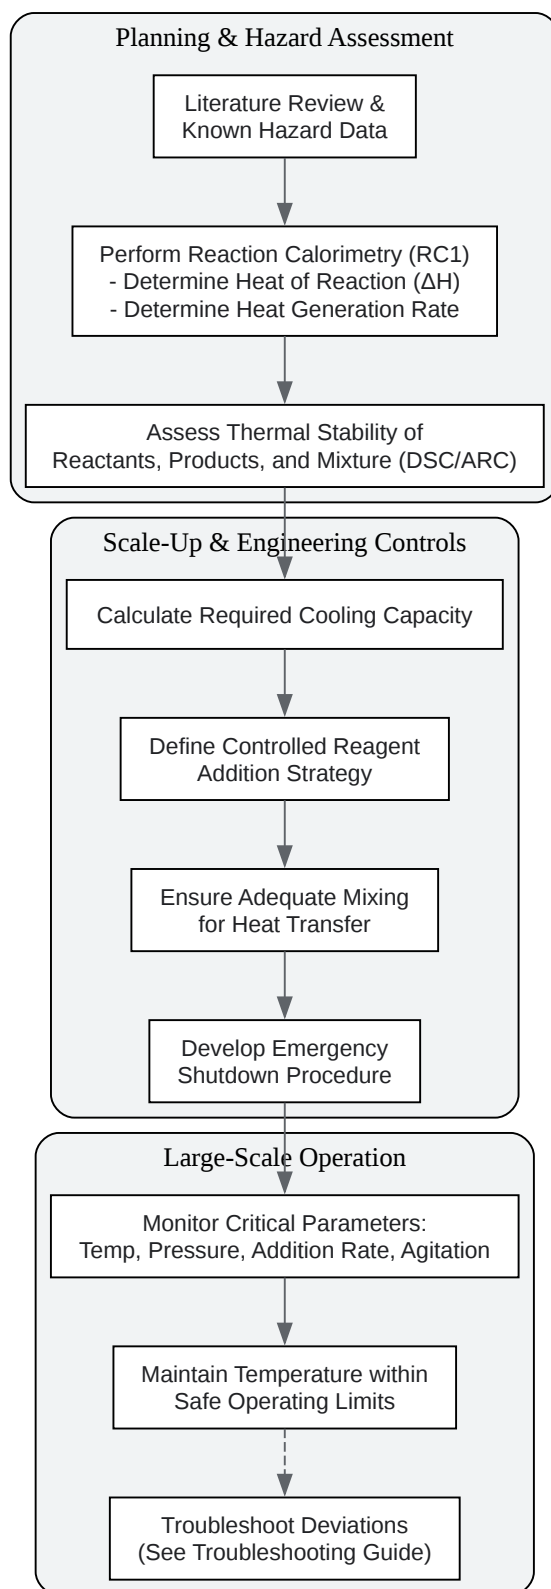 Planning & Hazard Assessment
Literature Review &
Known Hazard Data
Perform Reaction Calorimetry (RC1)
- Determine Heat of Reaction (ΔH)
- Determine Heat Generation Rate
Assess Thermal Stability of
Reactants, Products, and Mixture (DSC/ARC)
Scale-Up & Engineering Controls
Calculate Required Cooling Capacity
Define Controlled Reagent
Addition Strategy
Ensure Adequate Mixing
for Heat Transfer
Develop Emergency
Shutdown Procedure
Large-Scale Operation
Monitor Critical Parameters:
Temp, Pressure, Addition Rate, Agitation
Maintain Temperature within
Safe Operating Limits
Troubleshoot Deviations
(See Troubleshooting Guide)